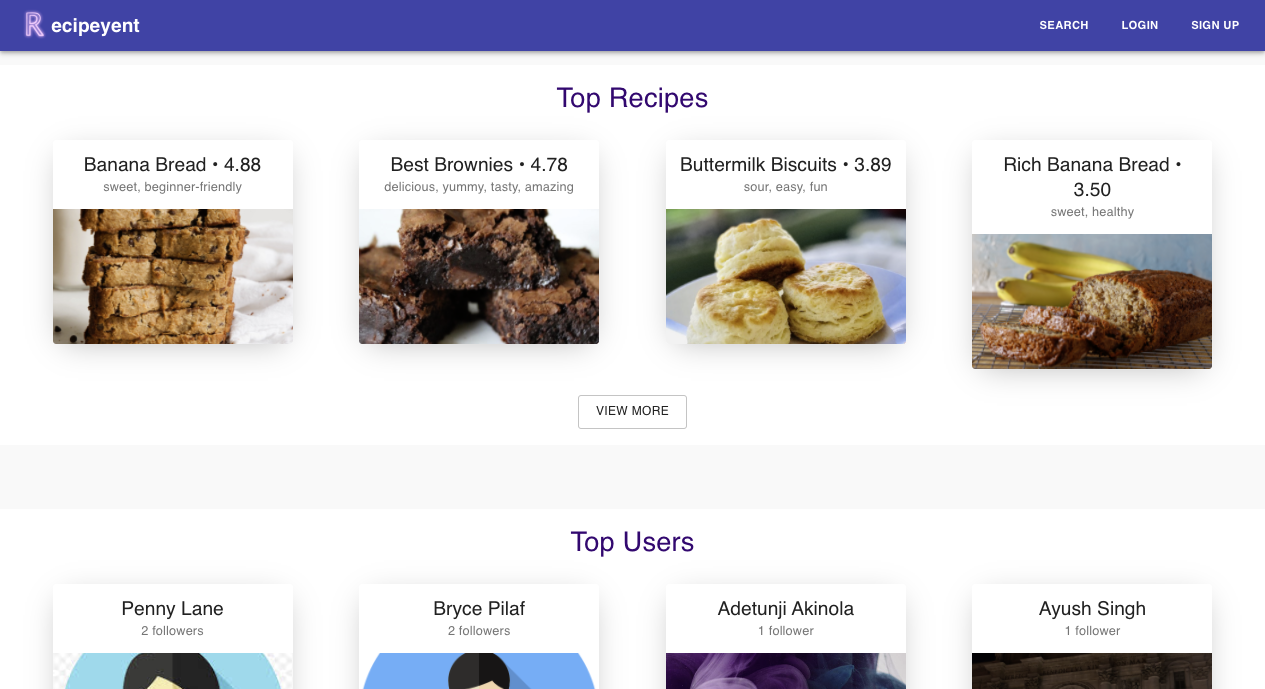 Recipeyent
SEARCH LOGIN SIGN UP
Top Recipes
Banana Bread • 4.88
sweet, beginner-friendly
Best Brownies • 4.78
delicious, yummy, tasty, amazing
Buttermilk Biscuits • 3.89
sour, easy, fun
Rich Banana Bread •
3.50
sweet, healthy
VIEW MORE
Top Users
Penny Lane
2 followers
Bryce Pilaf
2 followers
Adetunji Akinola
1 follower
Ayush Singh
1 follower